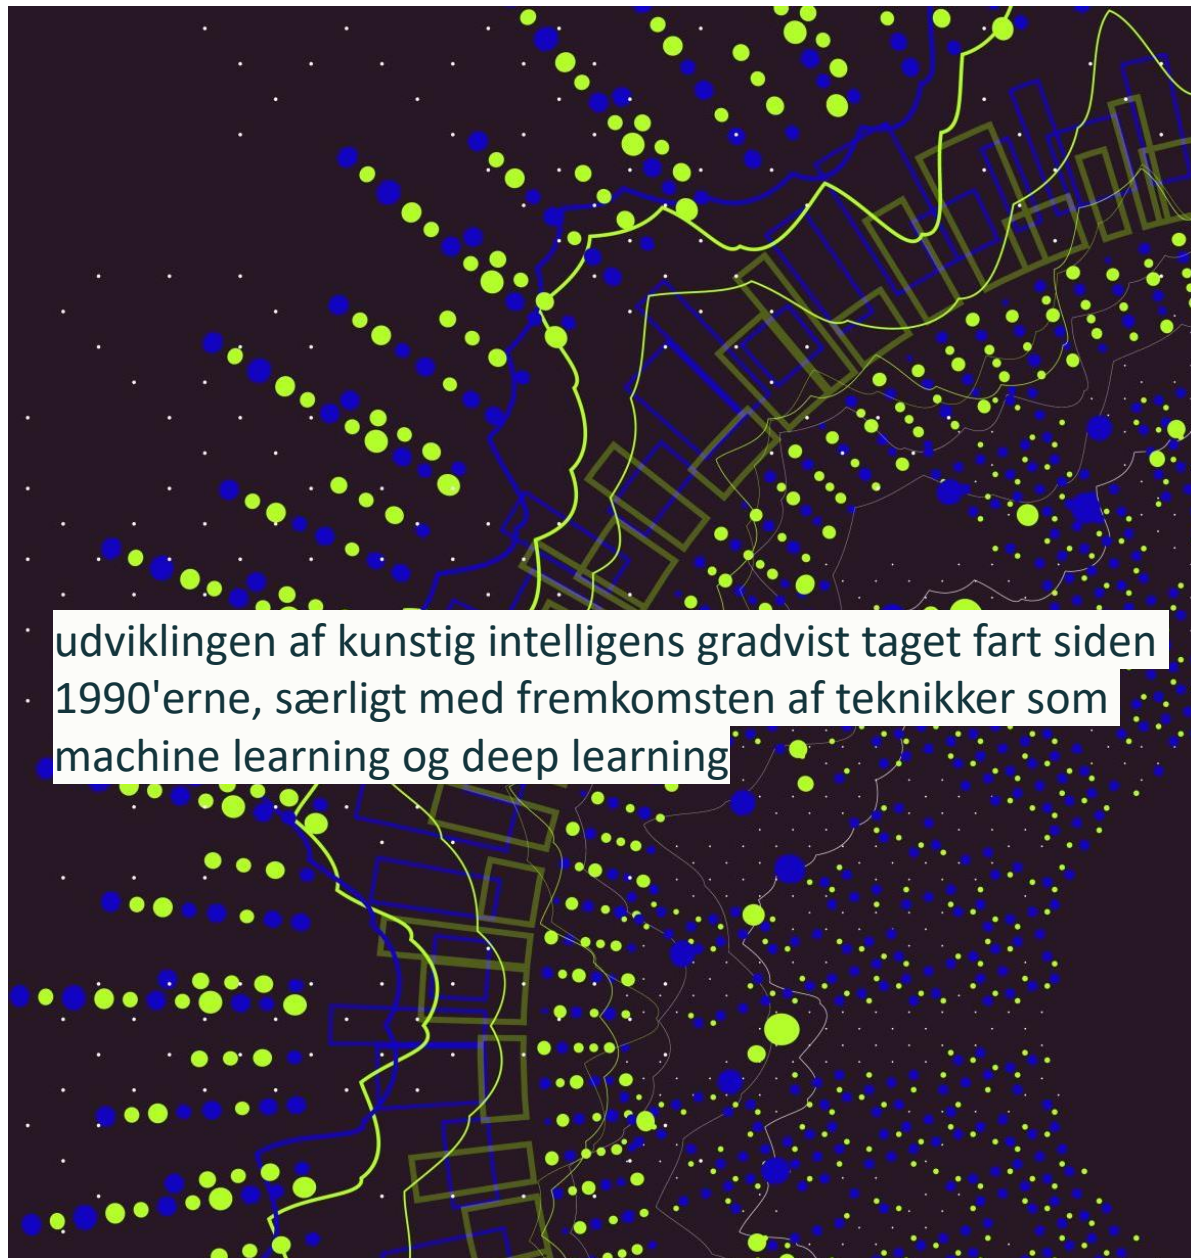 udviklingen af kunstig intelligens gradvist taget fart siden
1990'erne, særligt med fremkomsten af teknikker som
machine learning og deep learning